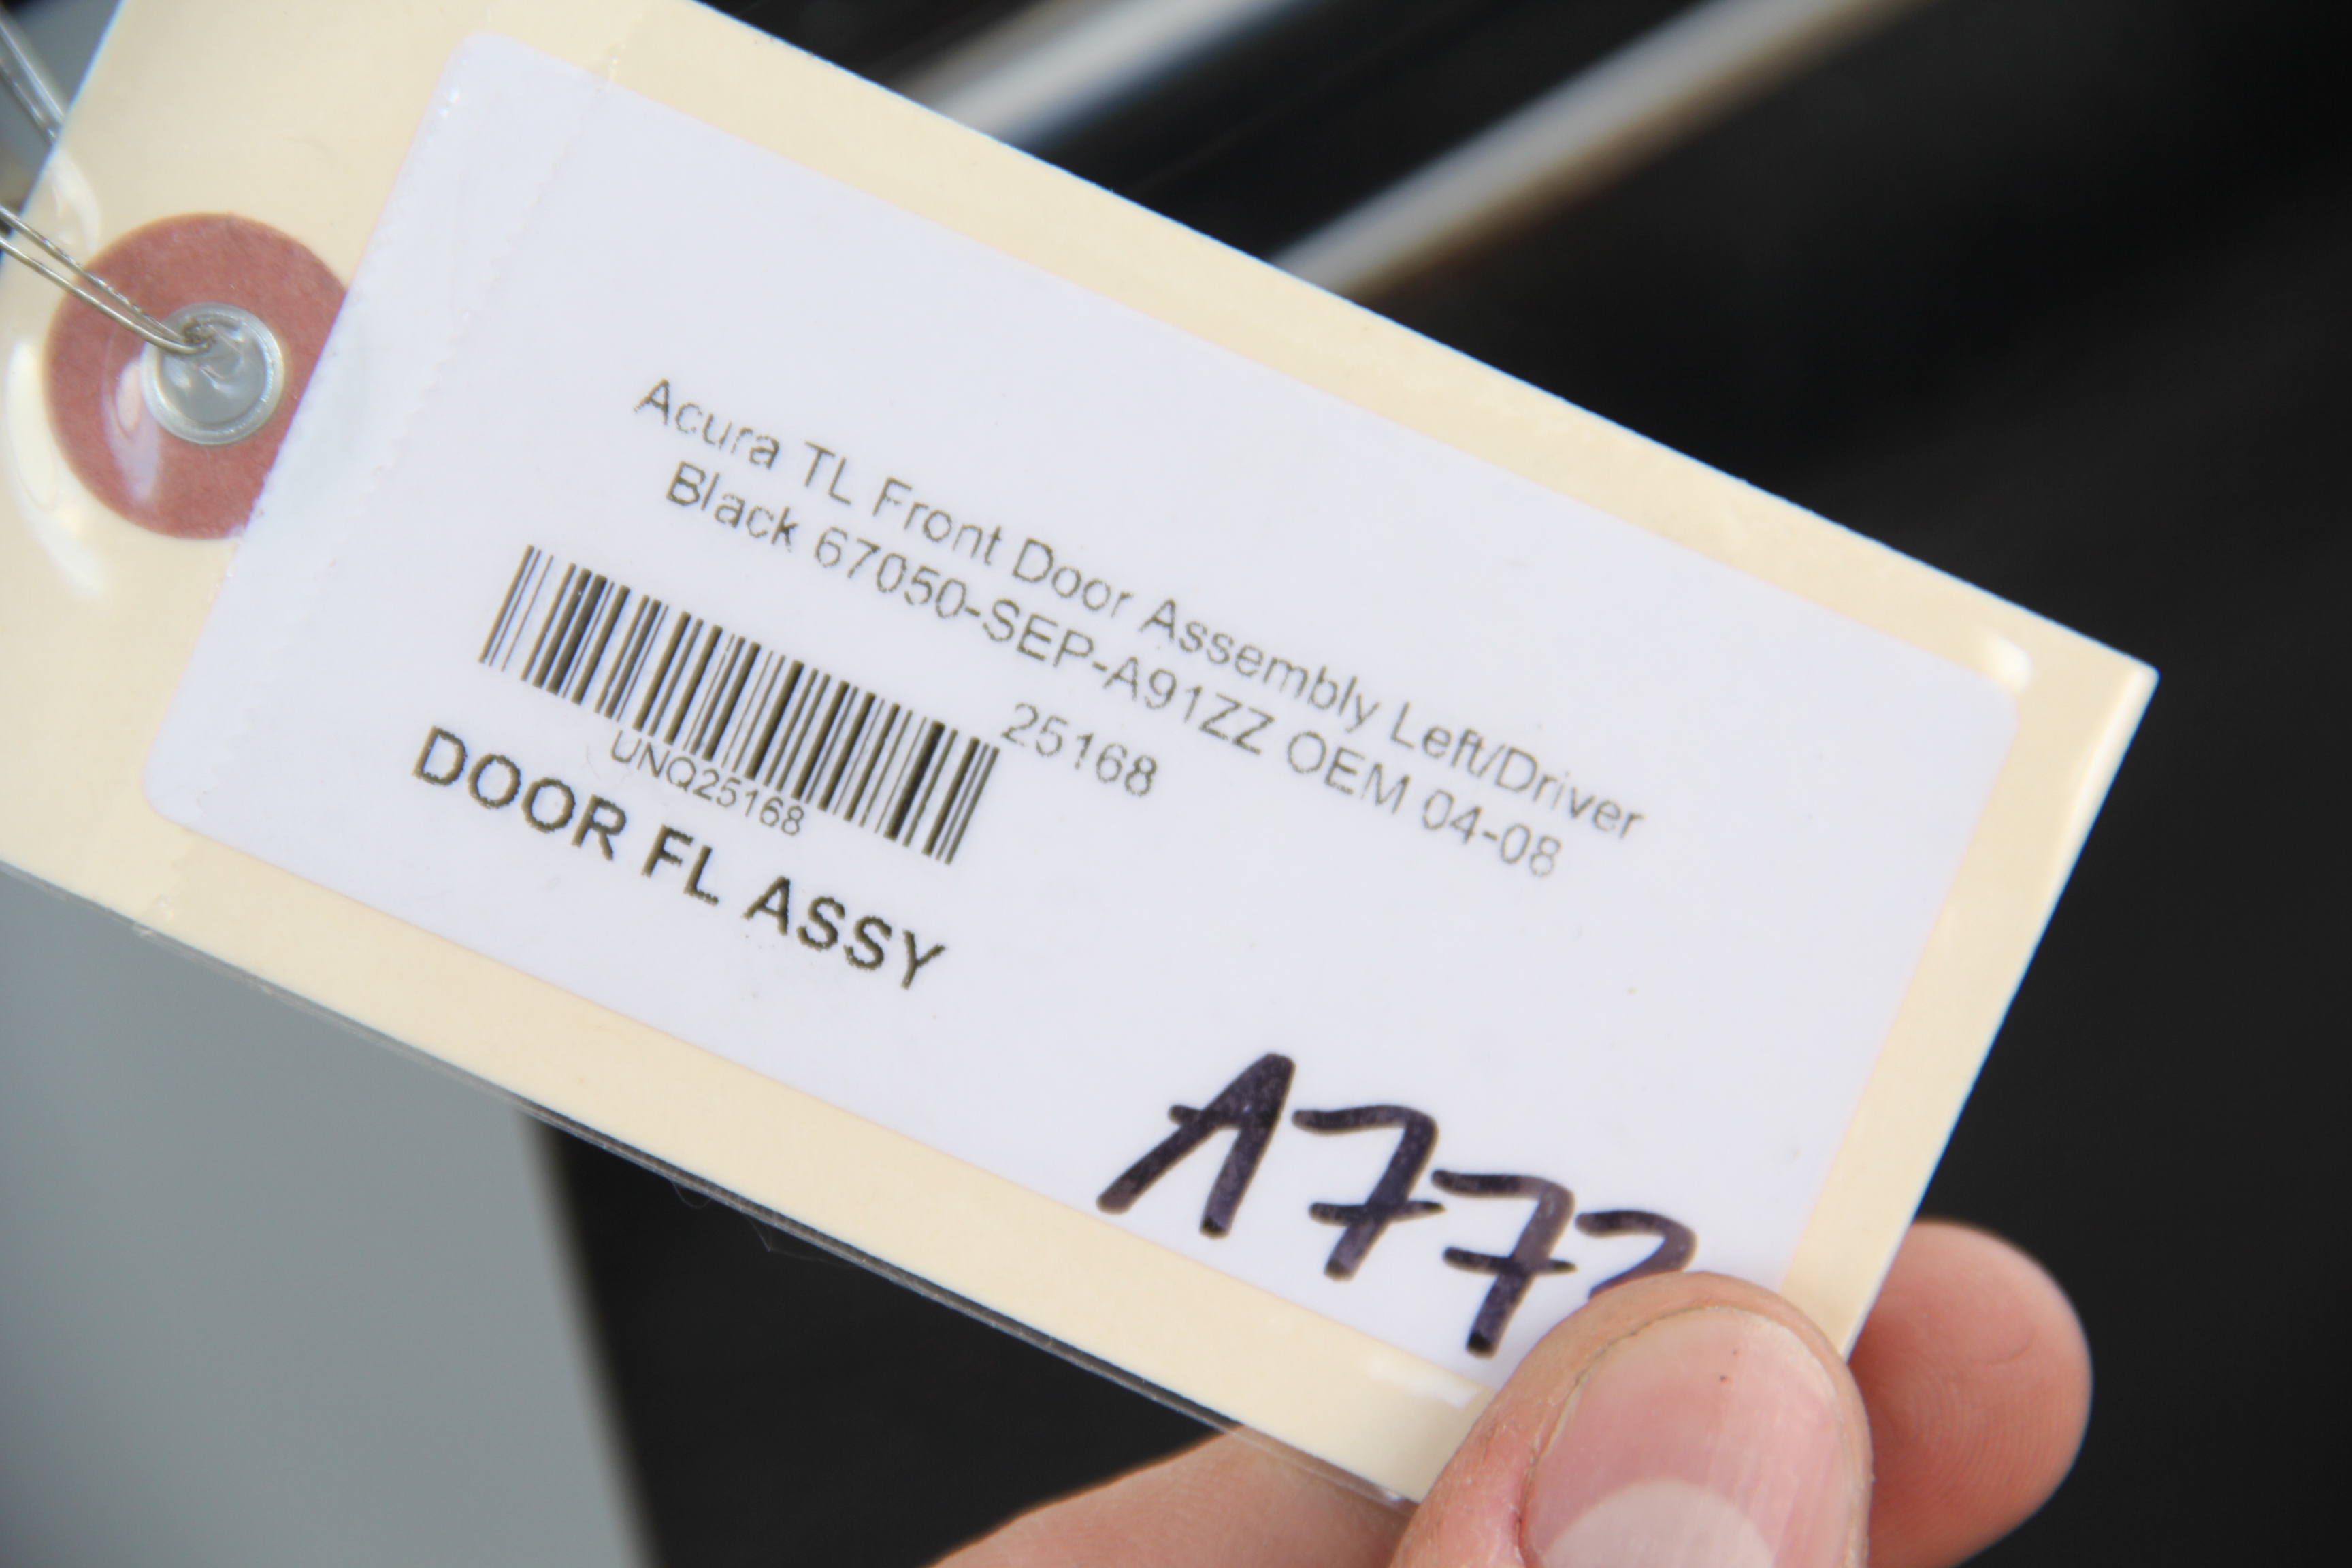 Acura TL Front Door Assembly Left/Driver
Black 67050-SEP-A91ZZ OEM 04-08
25168
UNQ25168
DOOR FL ASSY